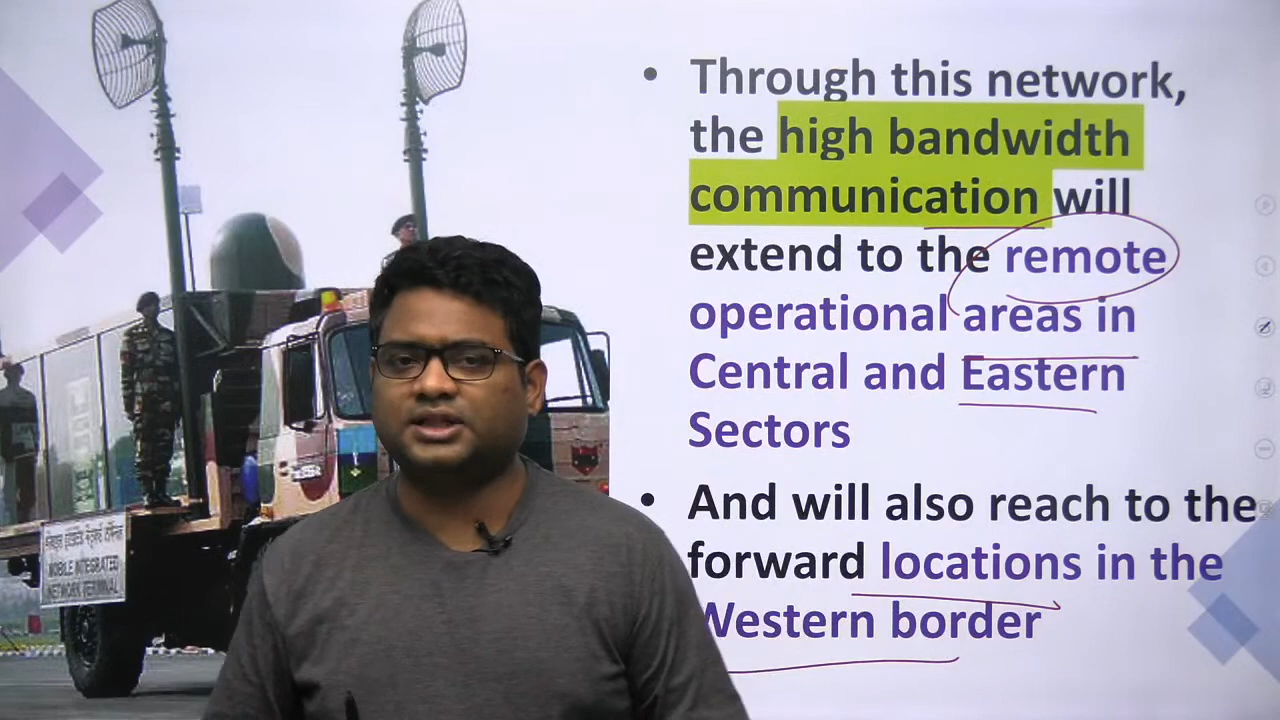 • Through this network,
the high bandwidth
communication will
extend to the remote
operational areas in
Central and Eastern
Sectors
• And will also reach to the
forward locations in the
Western border
MOBILE INTEGRATED
NETWORK TERMINAL